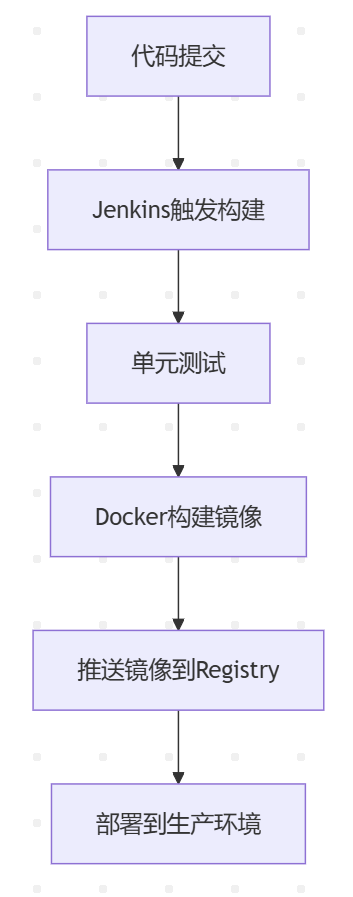 代码提交
Jenkins触发构建
单元测试
Docker构建镜像
推送镜像到Registry
部署到生产环境